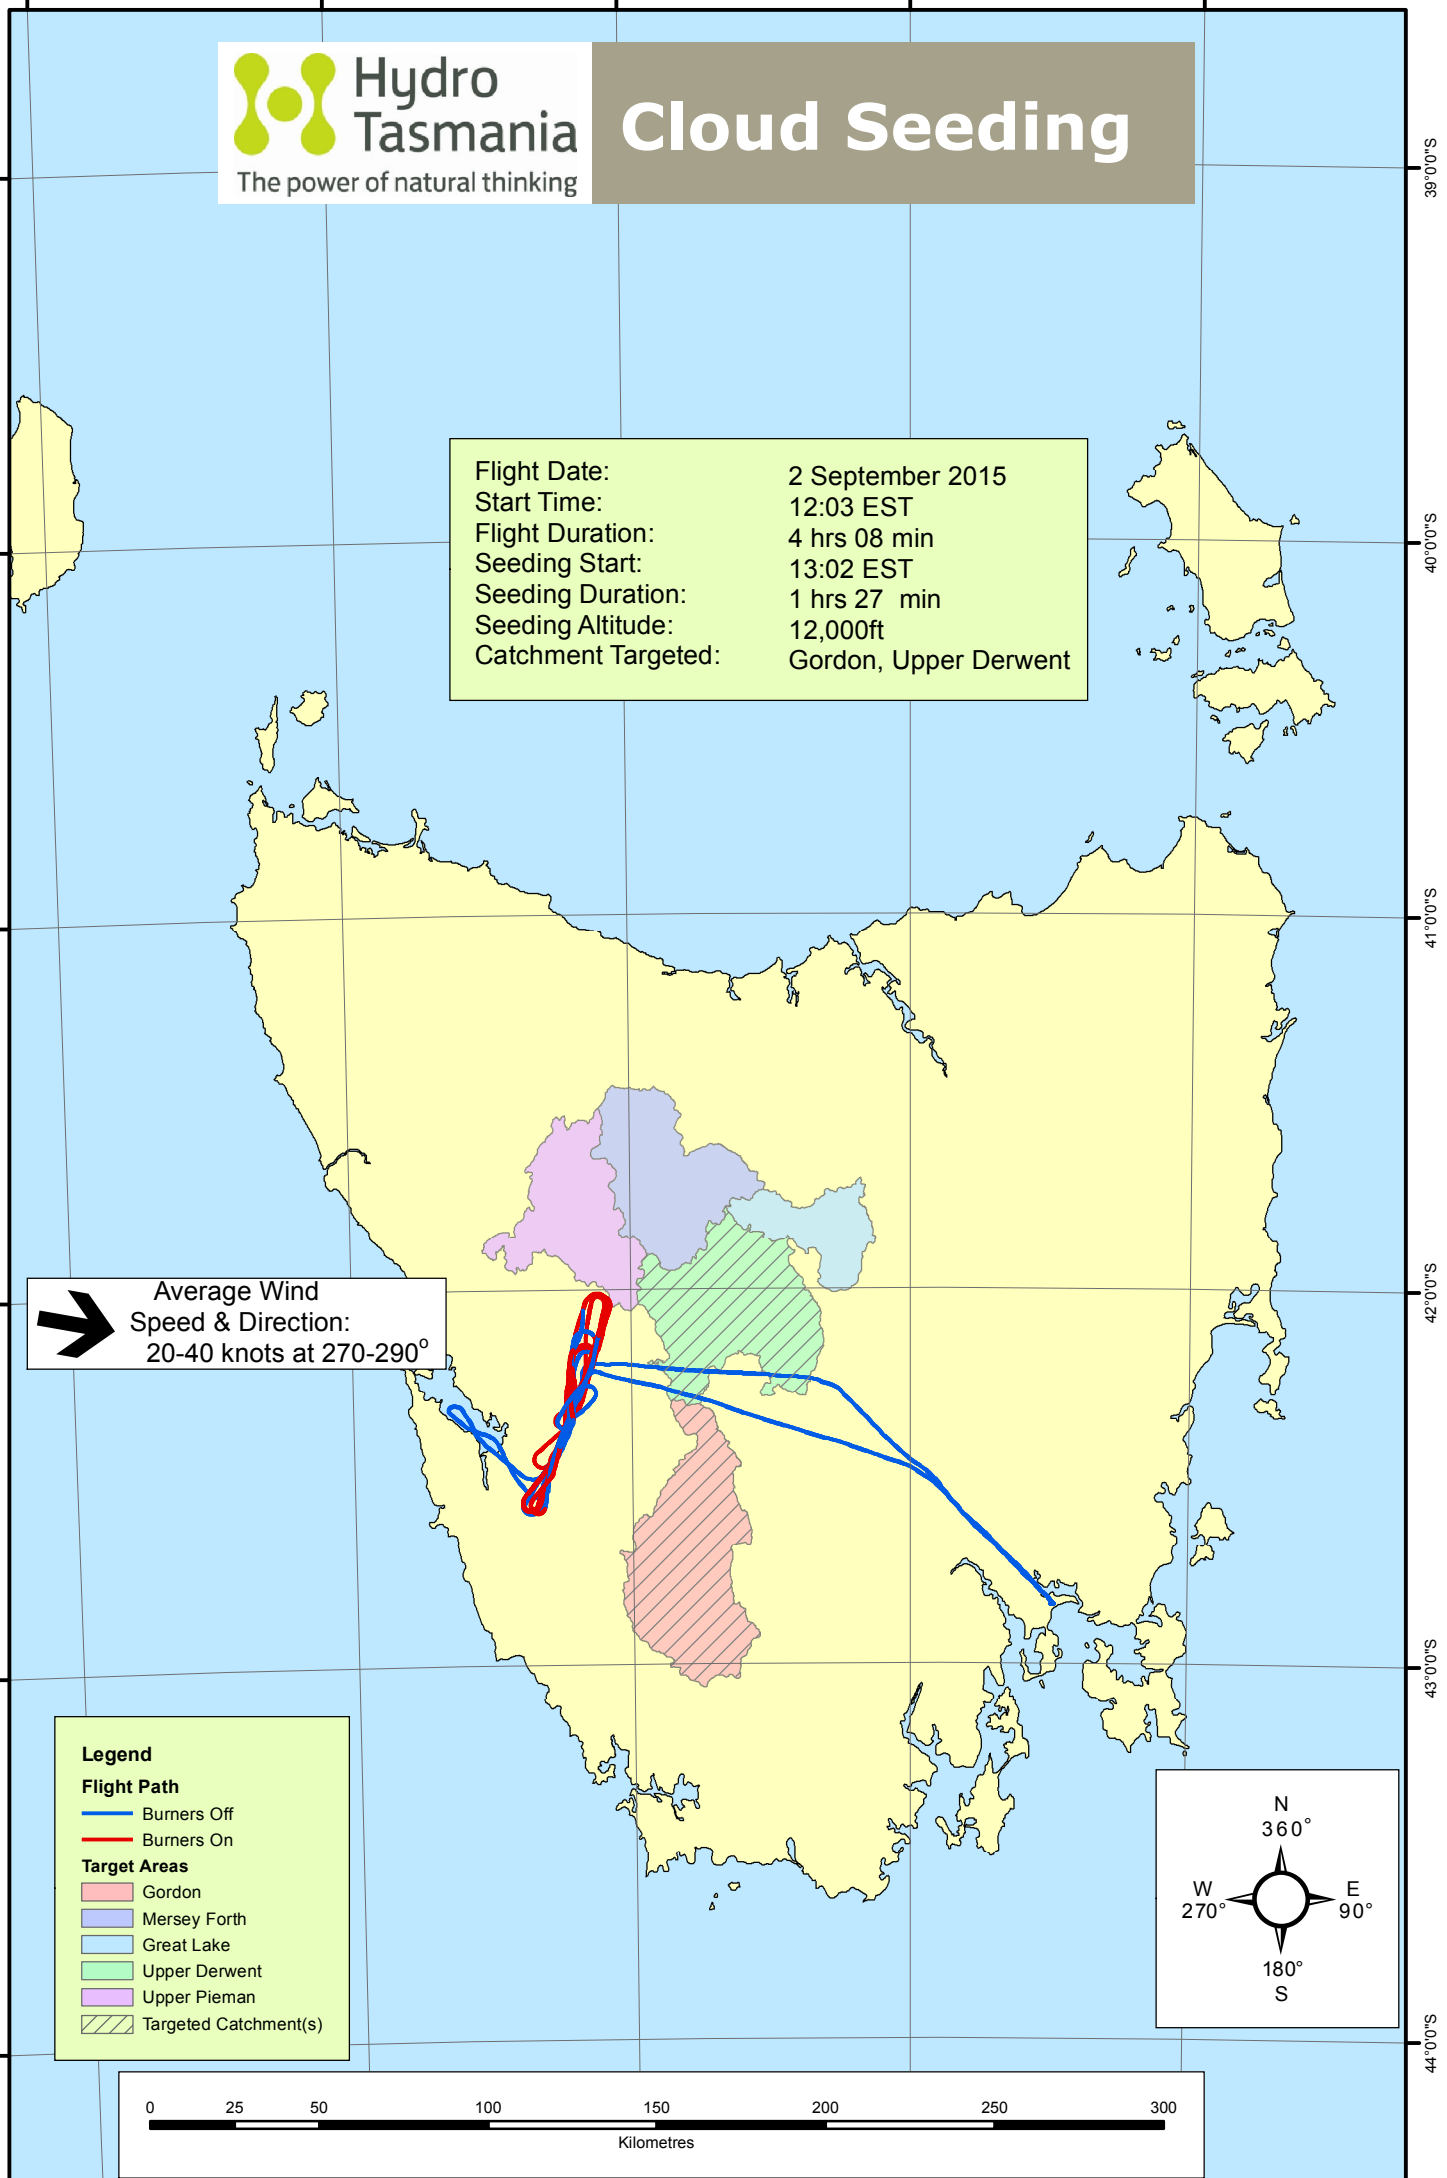 Hydro
Tasmania
The power of natural thinking
Cloud Seeding
39°0'0"S
Flight Date: 2 September 2015
Start Time: 12:03 EST
Flight Duration: 4 hrs 08 min
Seeding Start: 13:02 EST
Seeding Duration: 1 hrs 27 min
Seeding Altitude: 12,000ft
Catchment Targeted: Gordon, Upper Derwent
40°0'0"S
41°0'0"S
Average Wind
Speed & Direction:
20-40 knots at 270-290°
42°0'0"S
43°0'0"S
Legend
Flight Path
Burners Off
Burners On
Target Areas
Gordon
Mersey Forth
Great Lake
Upper Derwent
Upper Pieman
Targeted Catchment(s)
N
360°
W
270°
E
90°
180°
S
44°0'0"S
0 25 50 100 150 200 250 300
Kilometres